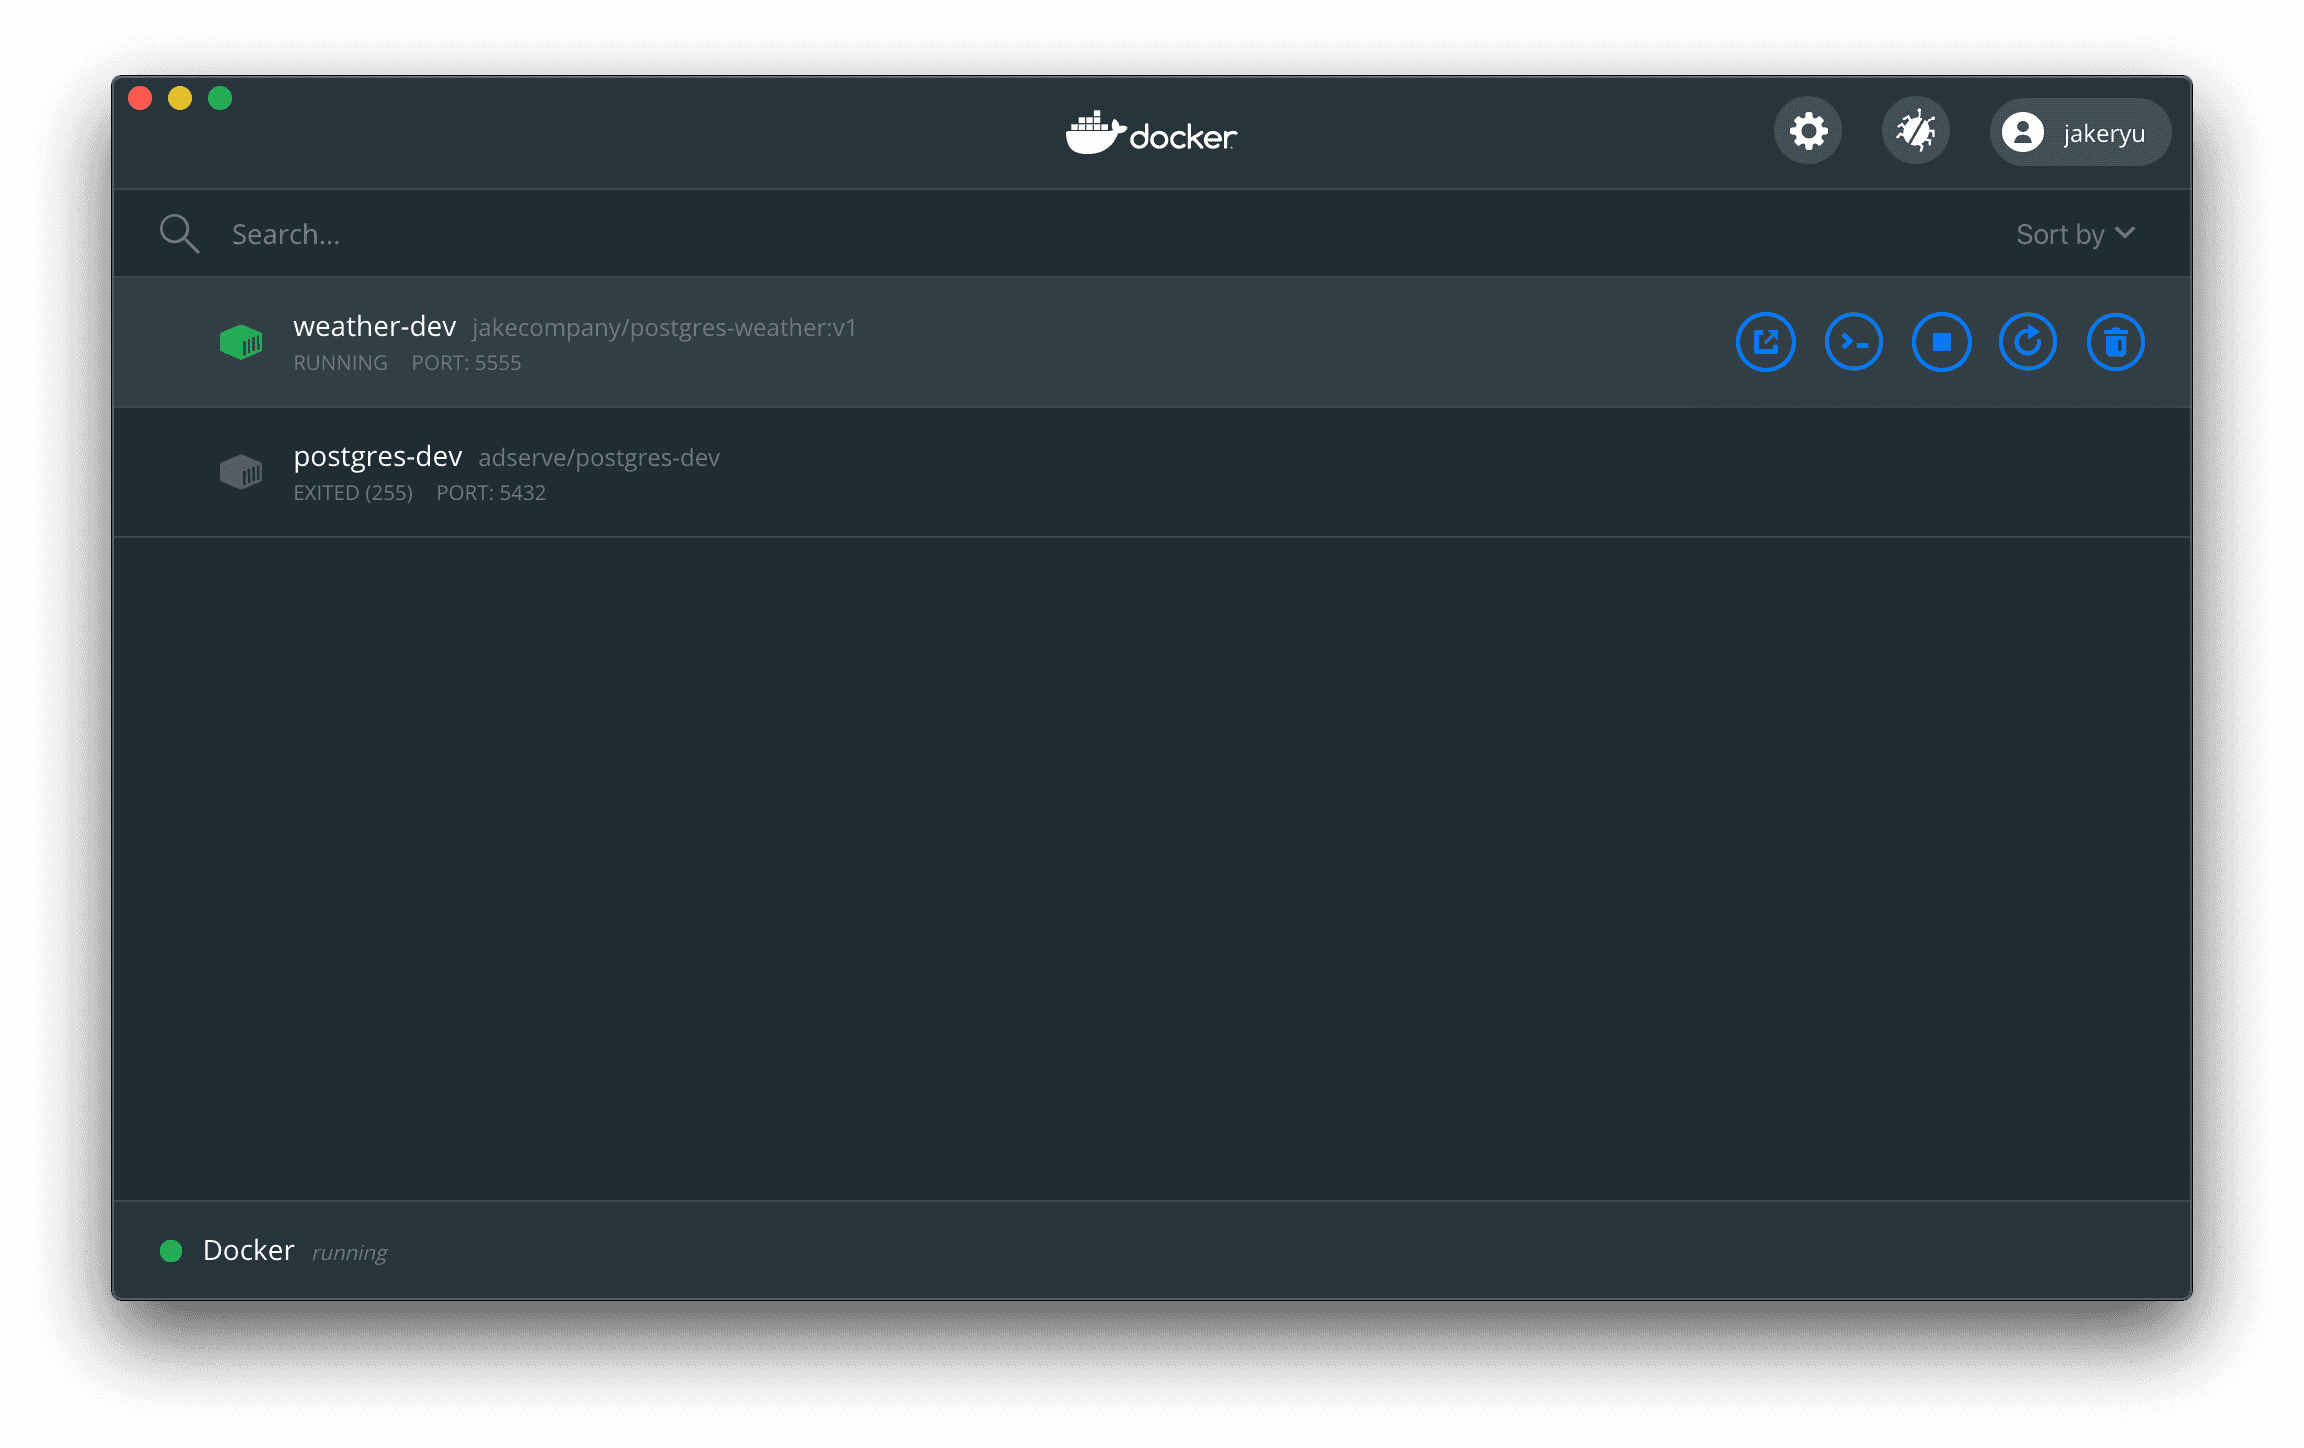 docker
jakeryu
Search...
Sort by
weather-dev jakecompany/postgres-weather:v1
RUNNING PORT: 5555
postgres-dev adserve/postgres-dev
EXITED (255) PORT: 5432
Docker running